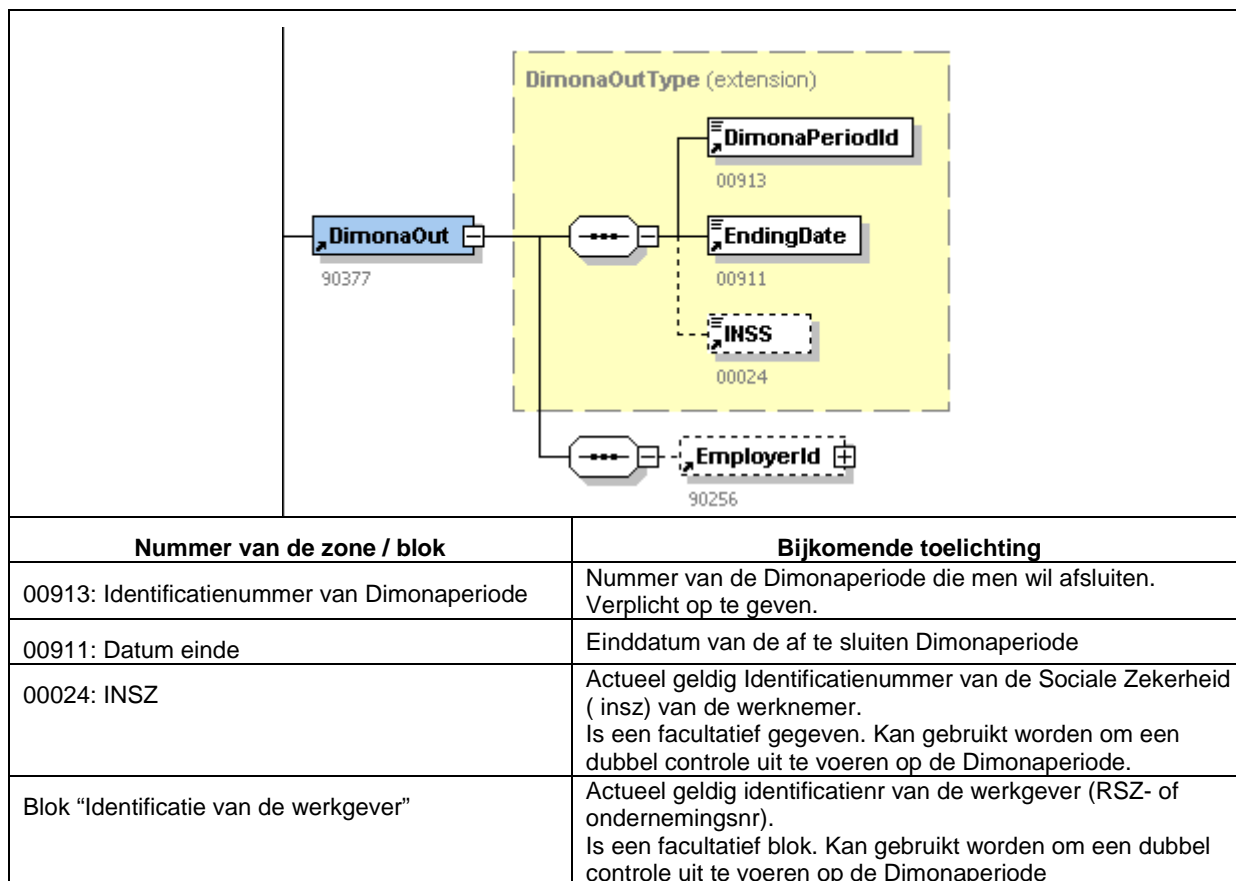 DimonaOutType (extension)
DimonaPeriodId
00913
DimonaOut
90377
EndingDate
00911
INSS
00024
EmployerId
90256
Nummer van de zone / blok
Bijkomende toelichting
00913: Identificatienummer van Dimonaperiode
Nummer van de Dimonaperiode die men wil afsluiten.
Verplicht op te geven.
00911: Datum einde
Einddatum van de af te sluiten Dimonaperiode
00024: INSZ
Actueel geldig Identificatienummer van de Sociale Zekerheid
( insz) van de werknemer.
Is een facultatief gegeven. Kan gebruikt worden om een
dubbel controle uit te voeren op de Dimonaperiode.
Blok “Identificatie van de werkgever”
Actueel geldig identificatienr van de werkgever (RSZ- of
ondernemingsnr).
Is een facultatief blok. Kan gebruikt worden om een dubbel
controle uit te voeren op de Dimonaperiode